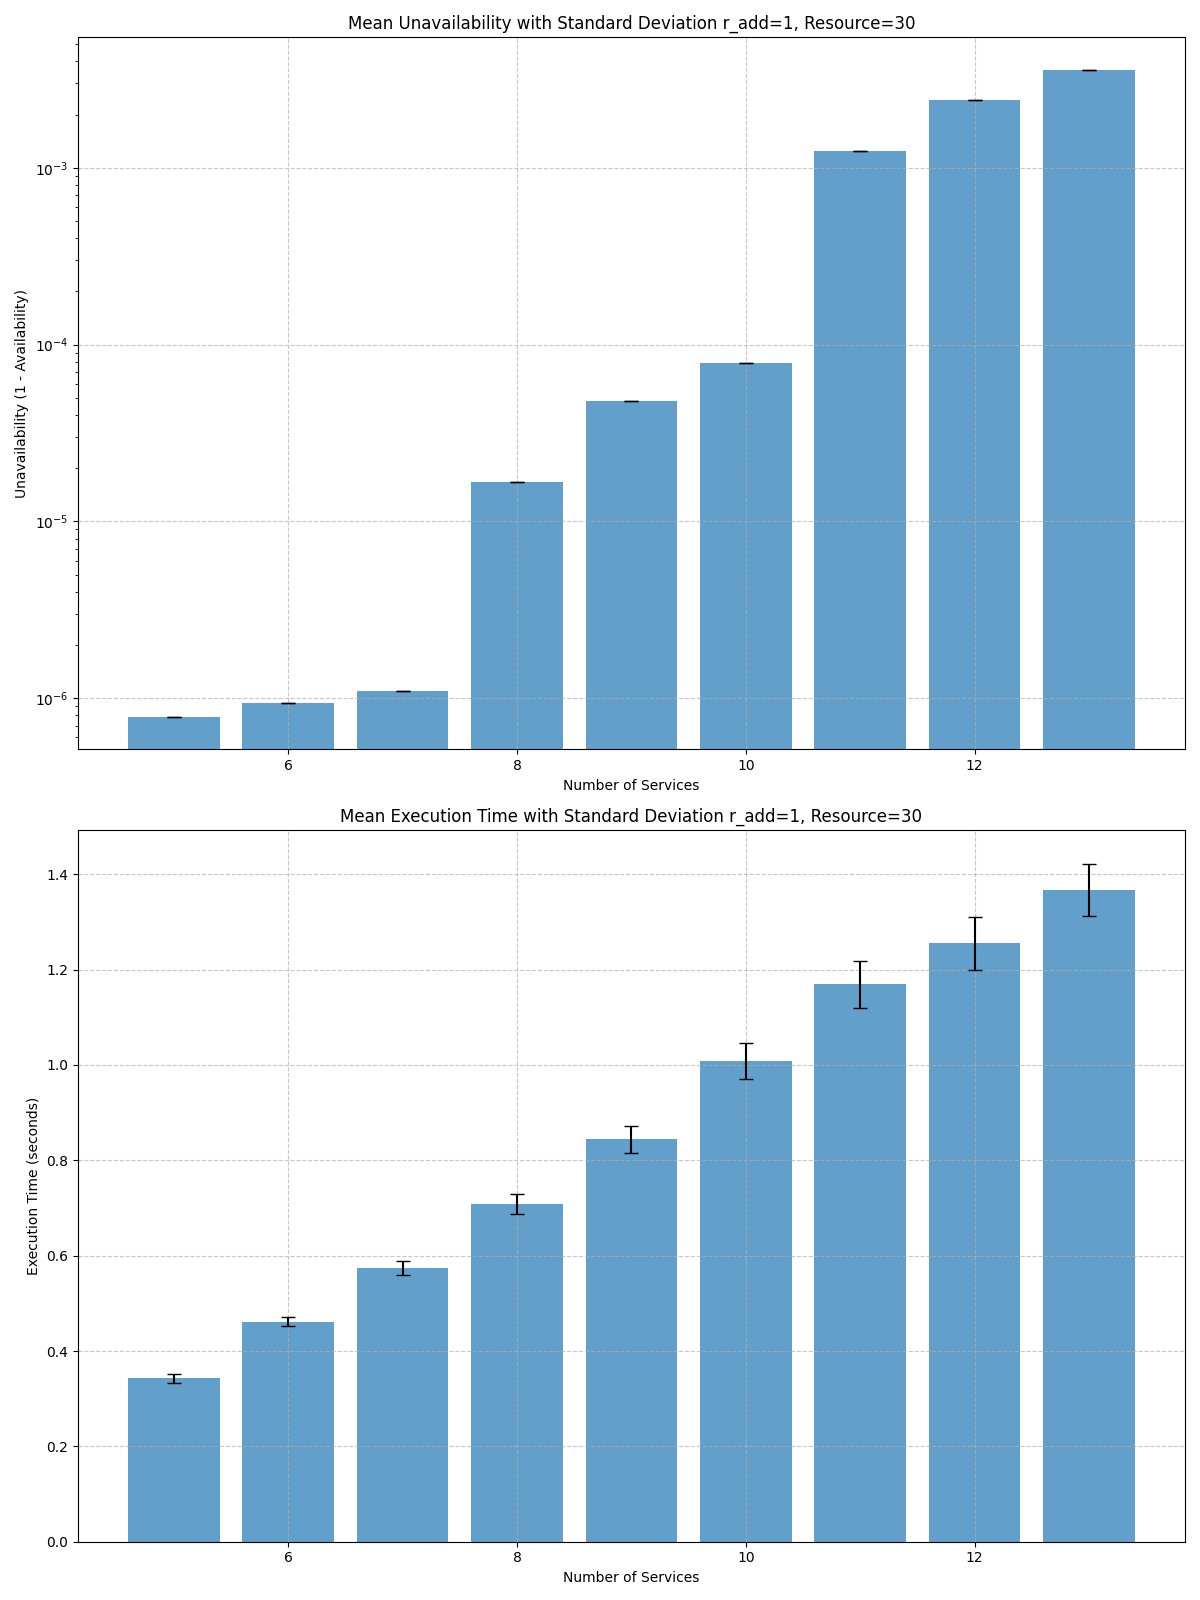 Mean Unavailability with Standard Deviation r_add=1, Resource=30
Unavailability (1 - Availability)
10⁻³
10⁻⁴
10⁻⁵
10⁻⁶
6 8 10 12
Number of Services
Mean Execution Time with Standard Deviation r_add=1, Resource=30
Execution Time (seconds)
1.4
1.2
1.0
0.8
0.6
0.4
0.2
0.0
6 8 10 12
Number of Services